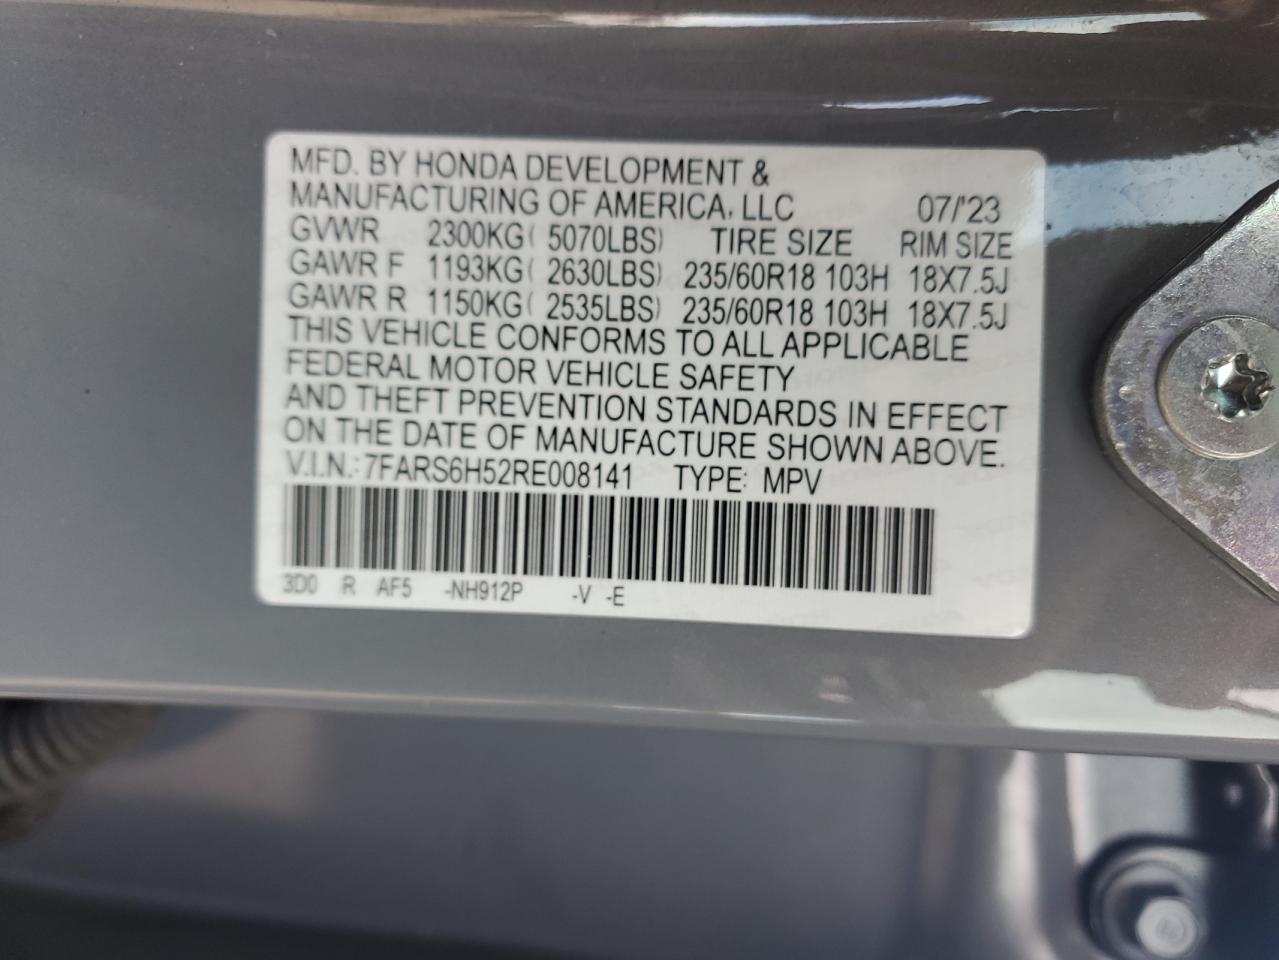 MFD. BY HONDA DEVELOPMENT &
MANUFACTURING OF AMERICA, LLC 07/'23
GVWR 2300KG( 5070LBS) TIRE SIZE RIM SIZE
GAWR F 1193KG( 2630LBS) 235/60R18 103H 18X7.5J
GAWR R 1150KG( 2535LBS) 235/60R18 103H 18X7.5J
THIS VEHICLE CONFORMS TO ALL APPLICABLE
FEDERAL MOTOR VEHICLE SAFETY
AND THEFT PREVENTION STANDARDS IN EFFECT
ON THE DATE OF MANUFACTURE SHOWN ABOVE.
V.I.N.: 7FARS6H52RE008141 TYPE: MPV
3D0 R AF5 -NH912P -V -E